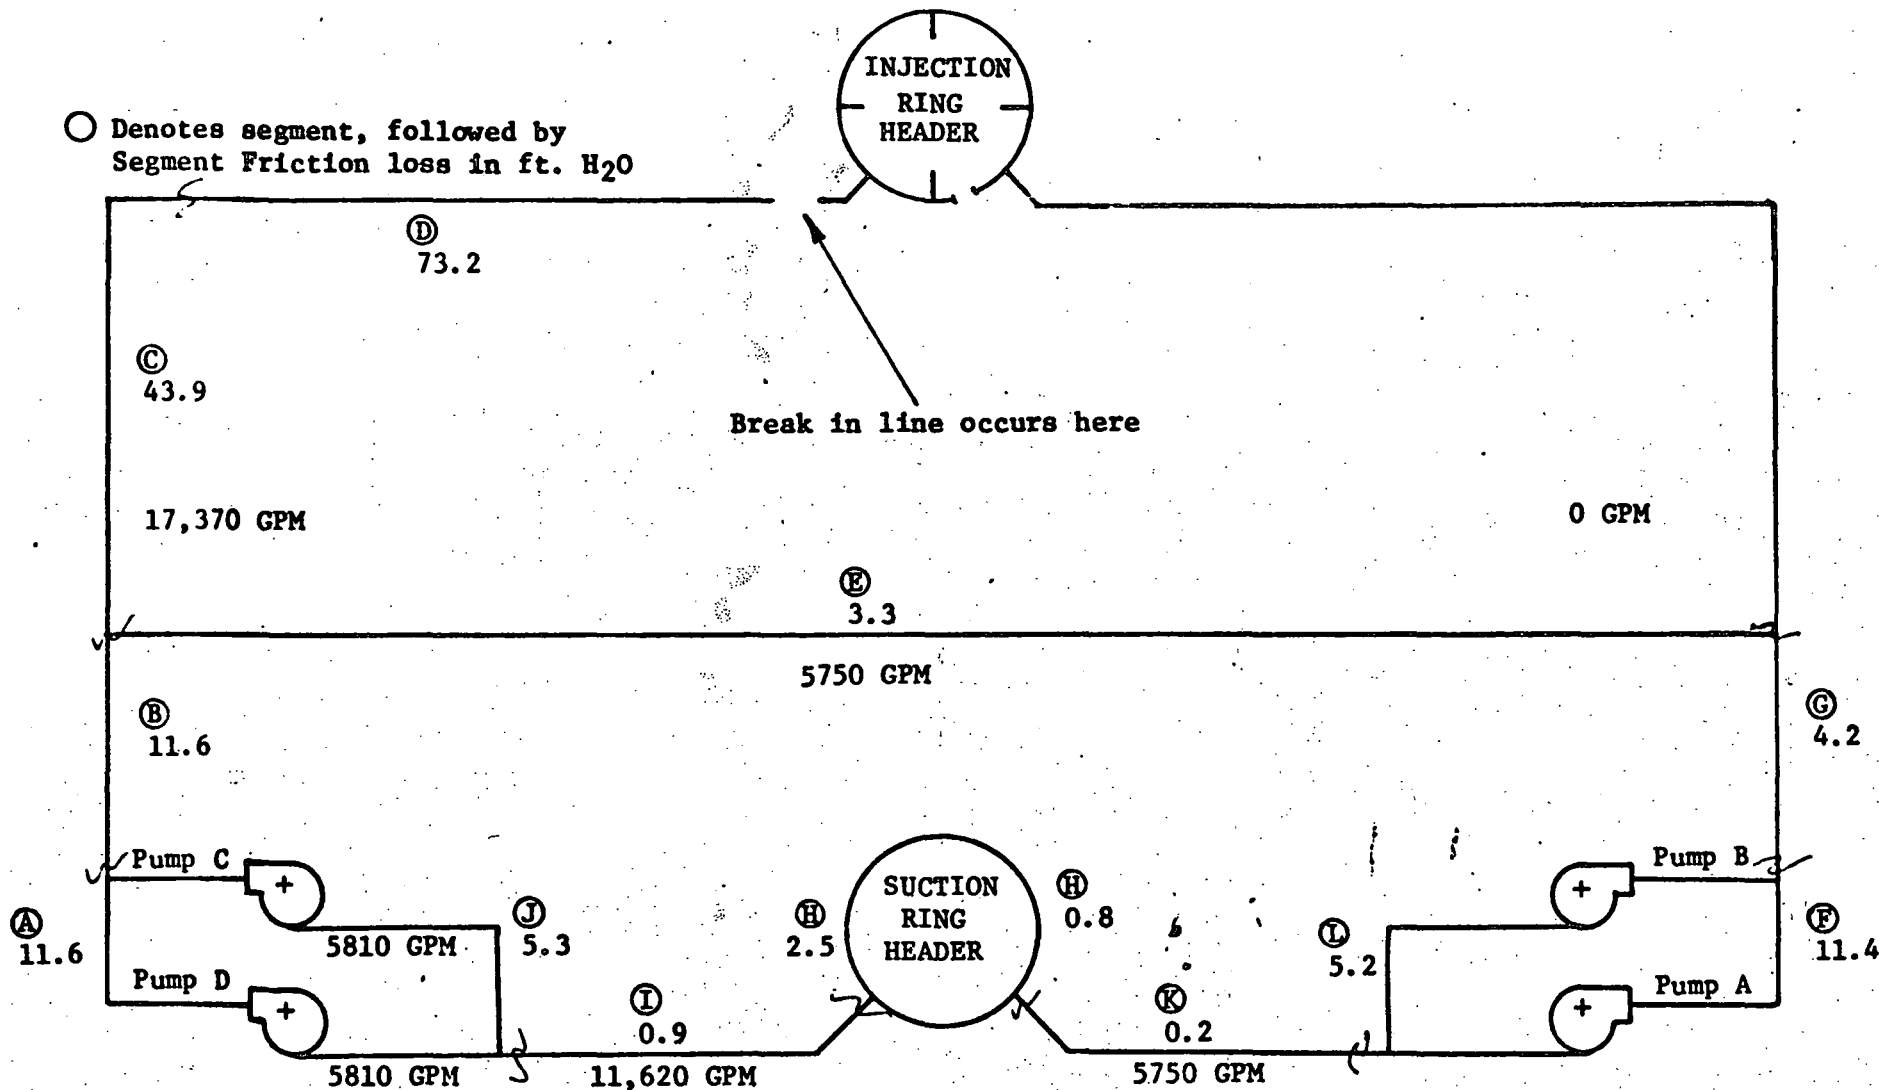 INJECTION
RING
HEADER
◯ Denotes segment, followed by
Segment Friction loss in ft. H₂O
Ⓓ
73.2
Ⓒ
43.9
Break in line occurs here
17,370 GPM
0 GPM
Ⓔ
3.3
5750 GPM
Ⓑ
11.6
Ⓖ
4.2
Pump C
Pump B
SUCTION
RING
HEADER
Ⓐ
11.6
5810 GPM
Ⓙ
5.3
Ⓗ
2.5
Ⓗ
0.8
Ⓛ
5.2
Ⓕ
11.4
Pump D
Pump A
Ⓘ
0.9
Ⓚ
0.2
5810 GPM
11,620 GPM
5750 GPM